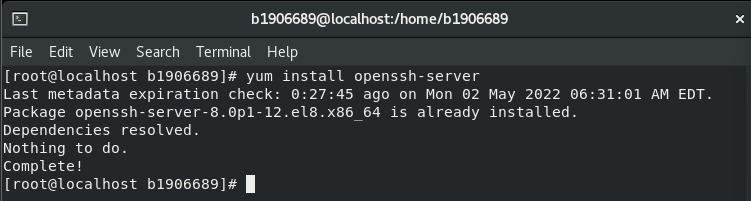 b1906689@localhost:/home/b1906689
File Edit View Search Terminal Help
[root@localhost b1906689]# yum install openssh-server
Last metadata expiration check: 0:27:45 ago on Mon 02 May 2022 06:31:01 AM EDT.
Package openssh-server-8.0p1-12.el8.x86_64 is already installed.
Dependencies resolved.
Nothing to do.
Complete!
[root@localhost b1906689]#